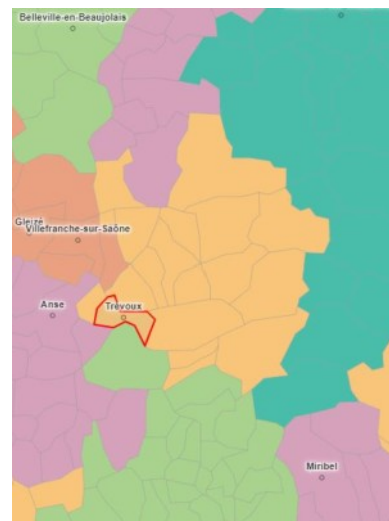 Belleville-en-Beaujolais
Gleizé
Villefranche-sur-Saône
Anse
Trévoux
Miribel